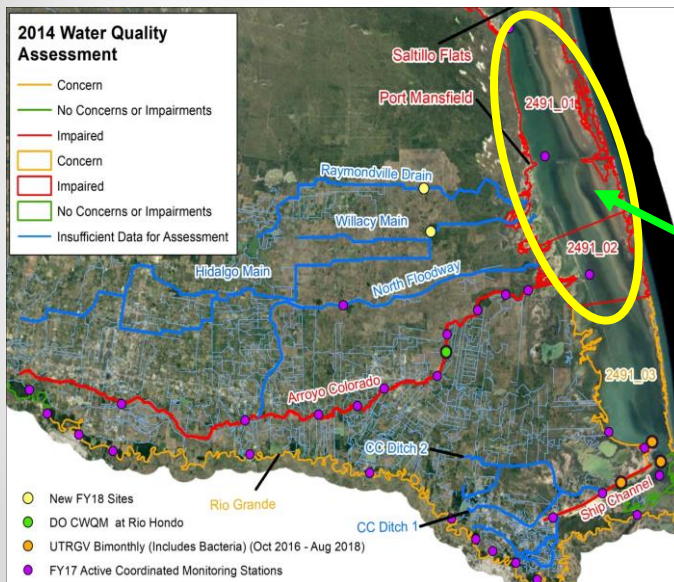 2014 Water Quality
Assessment
Concern
No Concerns or Impairments
Impaired
Concern
Impaired
No Concerns or Impairments
Insufficient Data for Assessment
Saltillo Flats
Port Mansfield
2491_01
Raymondville Drain
Willacy Main
2491_02
Hidalgo Main
North Floodway
2491_03
Arroyo Colorado
CC Ditch 2
Rio Grande
Ship Channel
CC Ditch 1
New FY18 Sites
DO CWQM at Rio Hondo
UTRGV Bimonthly (Includes Bacteria) (Oct 2016 - Aug 2018)
FY17 Active Coordinated Monitoring Stations